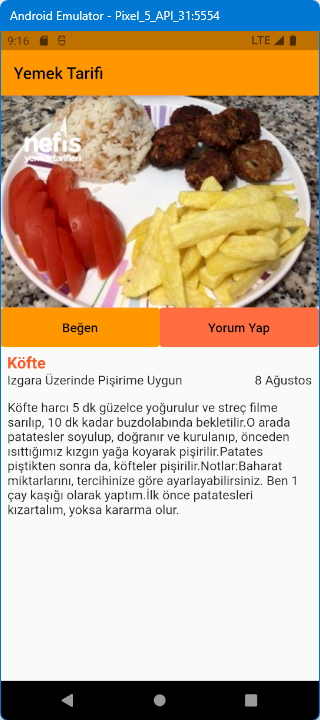 Android Emulator - Pixel_5_API_31:5554
9:16
LTE
Yemek Tarifi
nefis
yemektarifleri
Beğen
Yorum Yap
Köfte
Izgara Üzerinde Pişirime Uygun
8 Ağustos
Köfte harcı 5 dk güzelce yoğurulur ve streç filme
sarılıp, 10 dk kadar buzdolabında bekletilir.O arada
patatesler soyulup, doğranır ve kurulanıp, önceden
ısıttığımız kızgın yağa koyarak pişirilir.Patates
piştikten sonra da, köfteler pişirilir.Notlar:Baharat
miktarlarını, tercihinize göre ayarlayabilirsiniz. Ben 1
çay kaşığı olarak yaptım.İlk önce patatesleri
kızartalım, yoksa kararma olur.